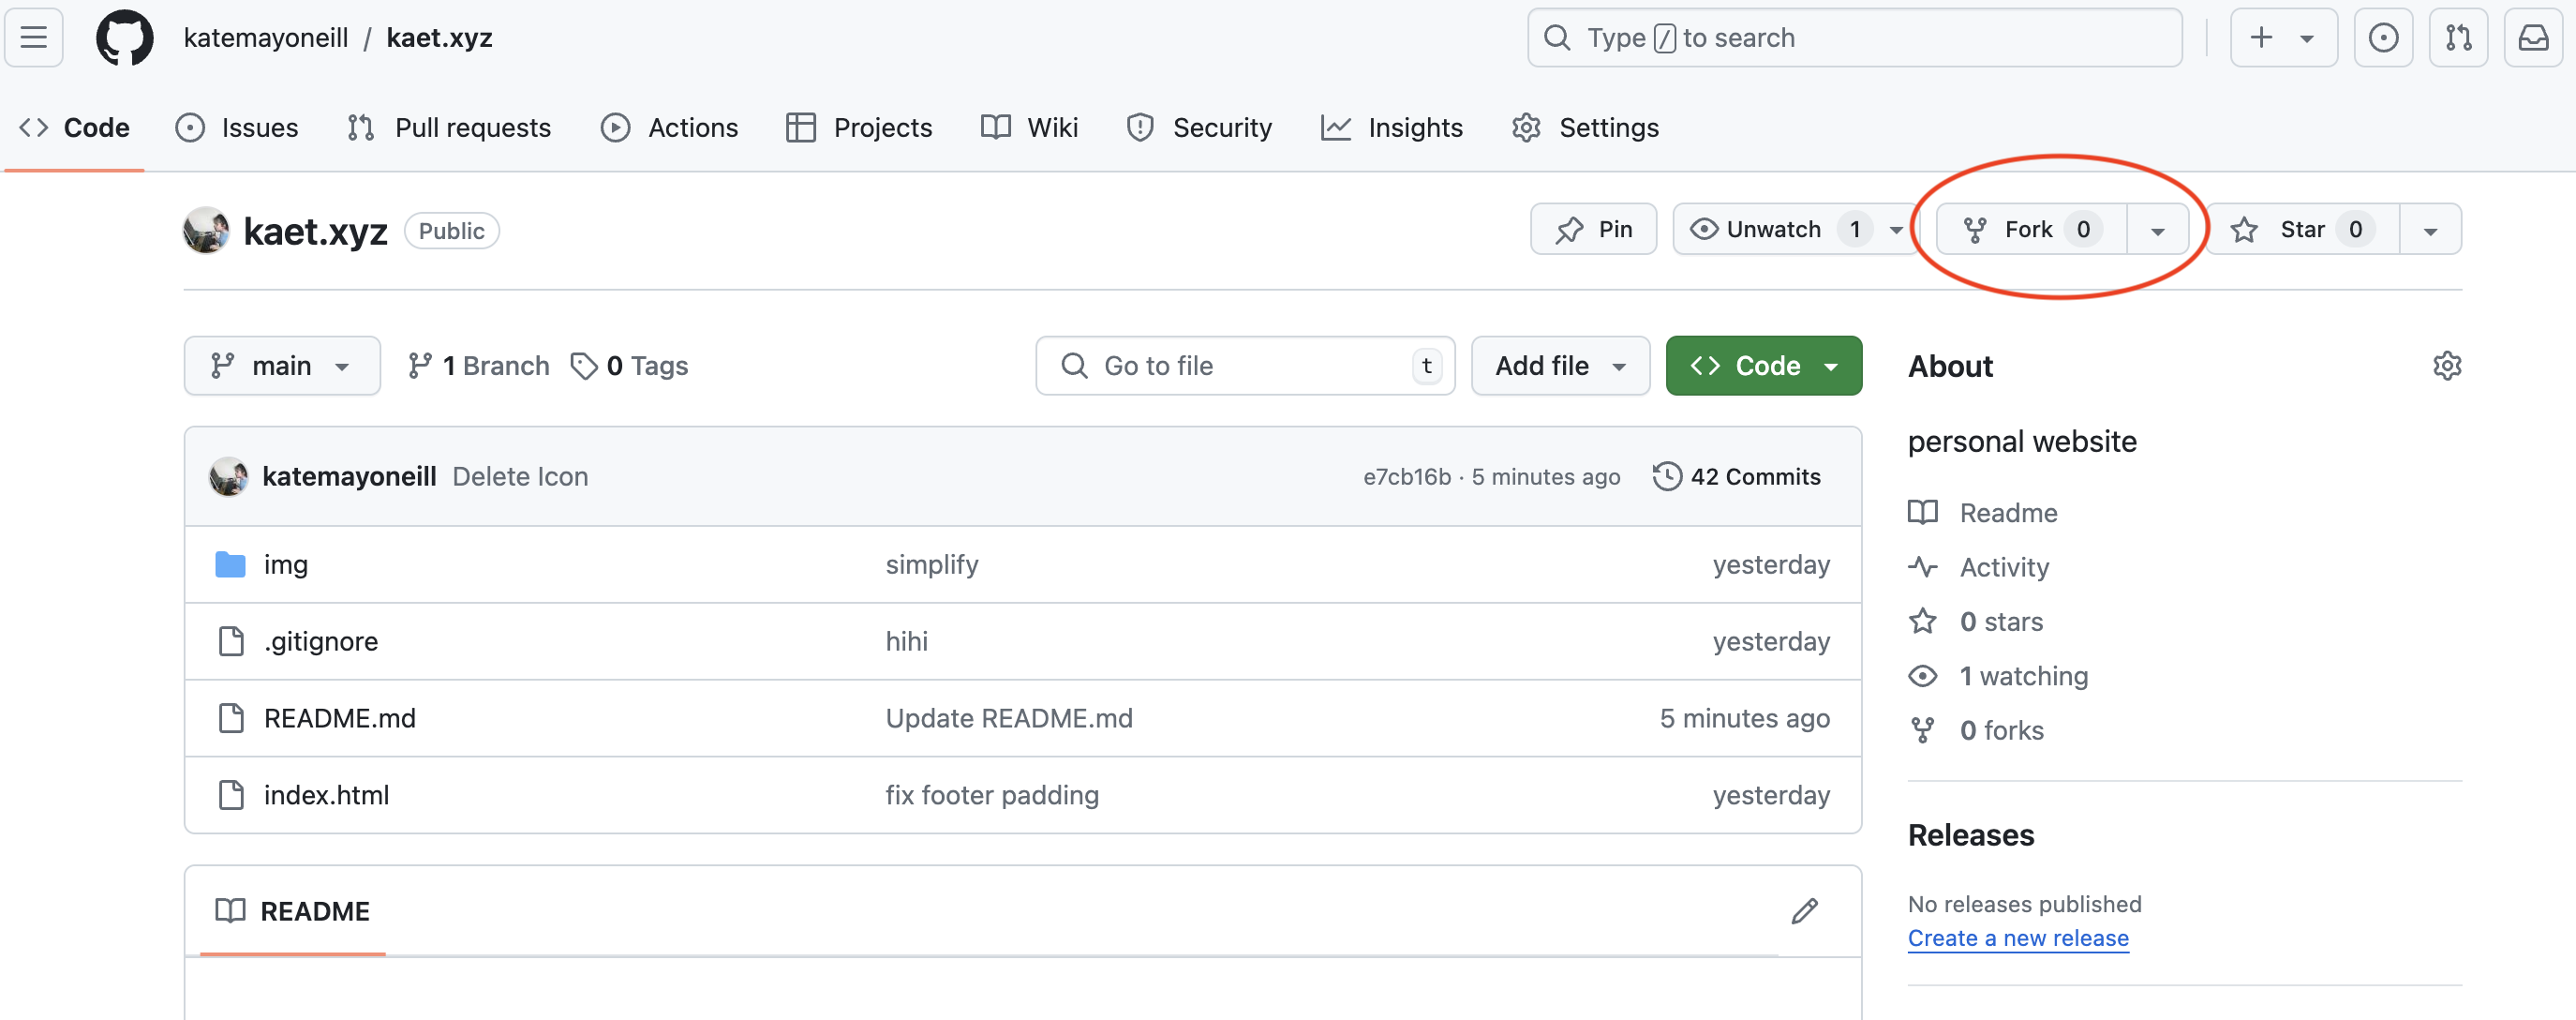 katemayoneill / kaet.xyz
Type / to search
Code Issues Pull requests Actions Projects Wiki Security Insights Settings
kaet.xyz Public
Pin Unwatch 1 Fork 0 Star 0
main 1 Branch 0 Tags
Go to file t Add file Code
katemayoneill Delete Icon e7cb16b · 5 minutes ago 42 Commits
img simplify yesterday
.gitignore hihi yesterday
README.md Update README.md 5 minutes ago
index.html fix footer padding yesterday
README
About
personal website
Readme
Activity
0 stars
1 watching
0 forks
Releases
No releases published
Create a new release